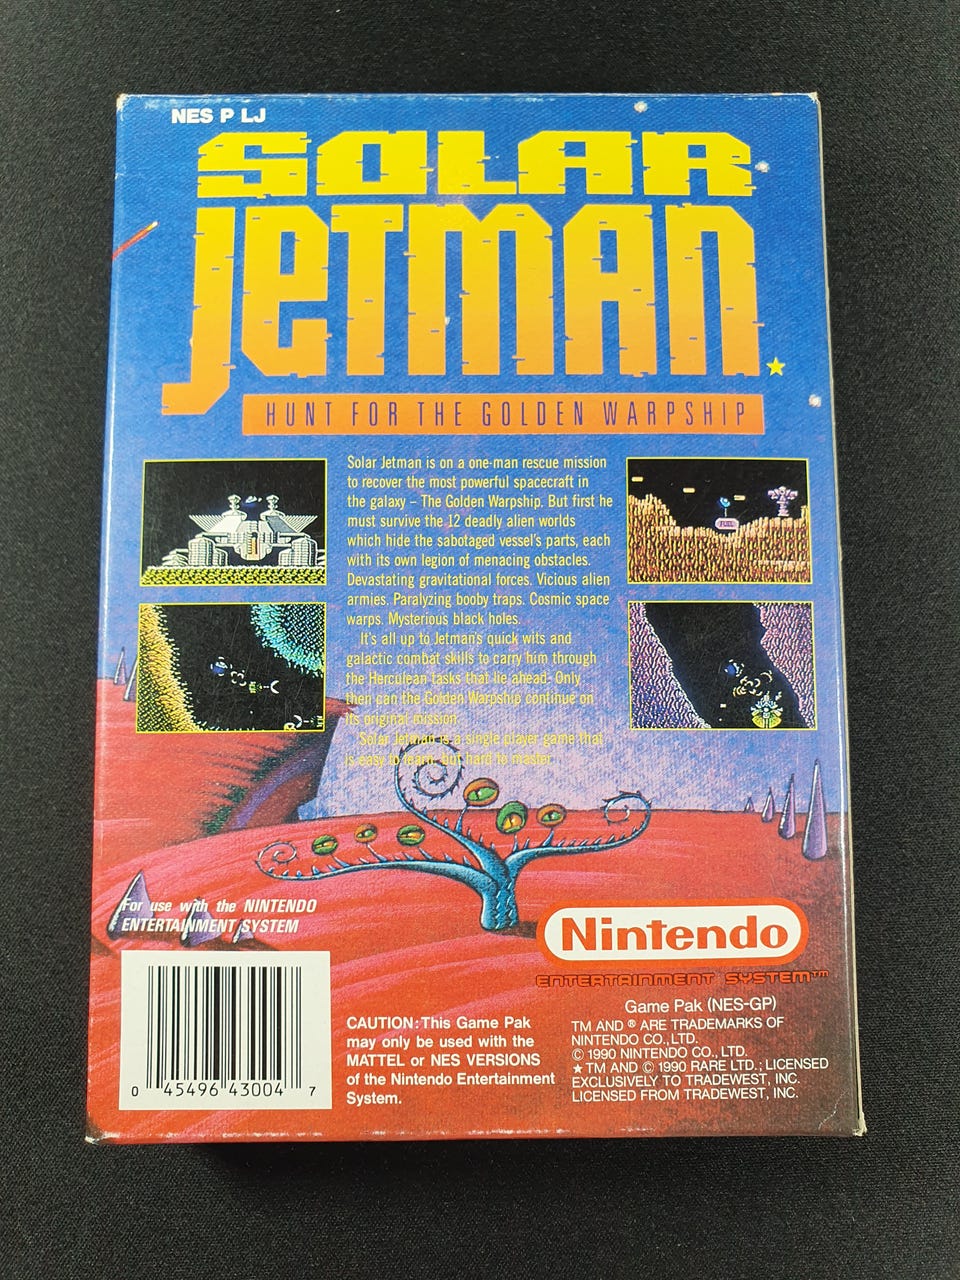 NES P LJ
SOLAR
JETMAN
HUNT FOR THE GOLDEN WARPSHIP
Solar Jetman is on a one-man rescue mission
to recover the most powerful spacecraft in
the galaxy – The Golden Warpship. But first he
must survive the 12 deadly alien worlds
which hide the sabotaged vessel's parts, each
with its own legion of menacing obstacles.
Devastating gravitational forces. Vicious alien
armies. Paralyzing booby traps. Cosmic space
warps. Mysterious black holes.
It's all up to Jetman's quick wits and
galactic combat skills to carry him through
the Herculean tasks that lie ahead. Only
then can the Golden Warpship continue on
its original mission.
Solar Jetman is a single player game that
is easy to learn, but hard to master.
FUEL
For use with the NINTENDO
ENTERTAINMENT SYSTEM
0 45496 43004 7
CAUTION: This Game Pak
may only be used with the
MATTEL or NES VERSIONS
of the Nintendo Entertainment
System.
Nintendo
ENTERTAINMENT SYSTEM™
Game Pak (NES-GP)
TM AND ® ARE TRADEMARKS OF
NINTENDO CO., LTD.
© 1990 NINTENDO CO., LTD.
★ TM AND © 1990 RARE LTD.; LICENSED
EXCLUSIVELY TO TRADEWEST, INC.
LICENSED FROM TRADEWEST, INC.